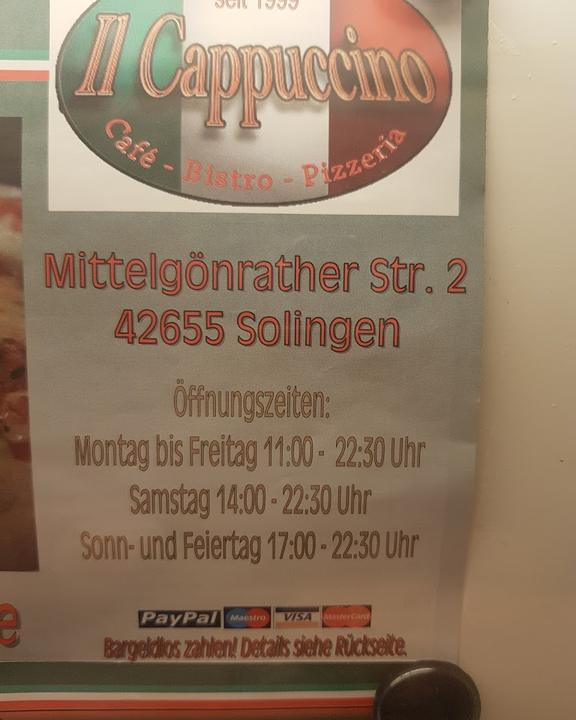 seit 1999
Il Cappuccino
Café - Bistro - Pizzeria
Mittelgönrather Str. 2
42655 Solingen
Öffnungszeiten:
Montag bis Freitag 11:00 - 22:30 Uhr
Samstag 14:00 - 22:30 Uhr
Sonn- und Feiertag 17:00 - 22:30 Uhr
e
PayPal Maestro VISA MasterCard
Bargeldlos zahlen! Details siehe Rückseite.